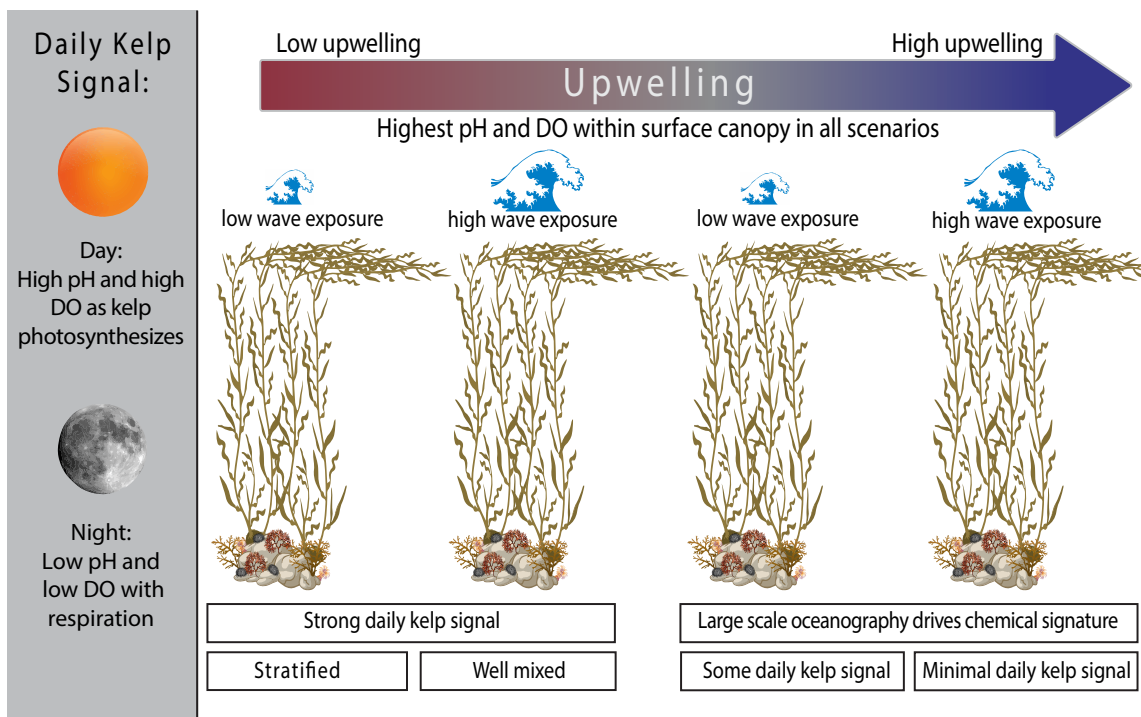 Daily Kelp
Signal:
Day:
High pH and high
DO as kelp
photosynthesizes
Night:
Low pH and
low DO with
respiration
Low upwelling
High upwelling
Upwelling
Highest pH and DO within surface canopy in all scenarios
low wave exposure
high wave exposure
low wave exposure
high wave exposure
Strong daily kelp signal
Large scale oceanography drives chemical signature
Stratified
Well mixed
Some daily kelp signal
Minimal daily kelp signal